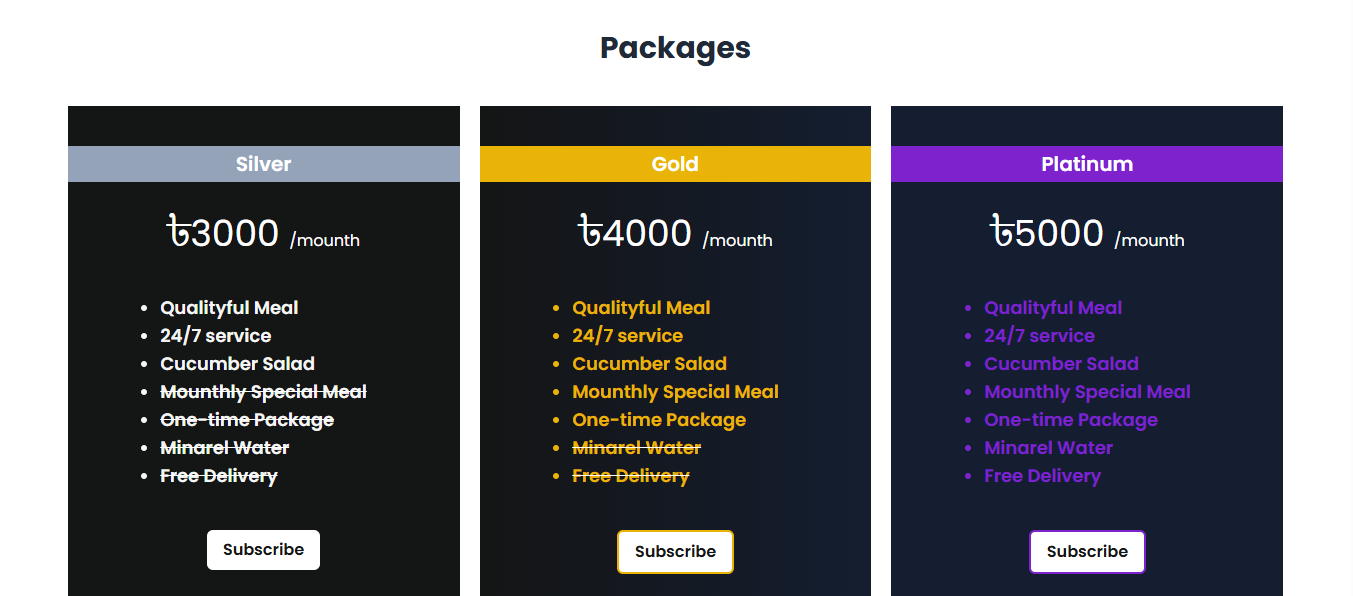 Packages
Silver
৳3000 /mounth
Qualityful Meal
24/7 service
Cucumber Salad
Mounthly Special Meal
One-time Package
Minarel Water
Free Delivery
Subscribe
Gold
৳4000 /mounth
Qualityful Meal
24/7 service
Cucumber Salad
Mounthly Special Meal
One-time Package
Minarel Water
Free Delivery
Subscribe
Platinum
৳5000 /mounth
Qualityful Meal
24/7 service
Cucumber Salad
Mounthly Special Meal
One-time Package
Minarel Water
Free Delivery
Subscribe